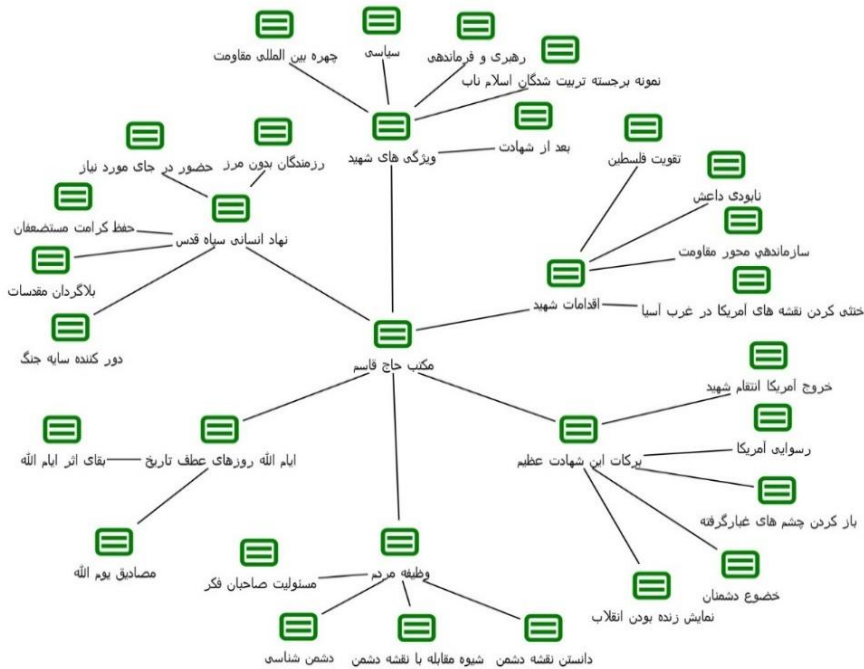 چهره بین المللی مقاومت
سیاسی
رهبری و فرماندهی
نمونه برجسته تربیت شدگان اسلام ناب
بعد از شهادت
ویژگی های شهید
رزمندگان بدون مرز
حضور در جای مورد نیاز
حفظ کرامت مستضعفان
بلاگردان مقدسات
دور کننده سایه جنگ
نهاد انسانی سپاه قدس
تقویت فلسطین
نابودی داعش
سازماندهي محور مقاومت
خنثی کردن نقشه های آمریکا در غرب آسیا
اقدامات شهید
مکتب حاج قاسم
خروج آمریکا انتقام شهید
رسوایی آمریکا
باز کردن چشم های غبارگرفته
خضوع دشمنان
نمایش زنده بودن انقلاب
برکات این شهادت عظیم
ایام الله روزهای عطف تاریخ
بقای اثر ایام الله
مصادیق یوم الله
وظیفه مردم
مسئولیت صاحبان فکر
دشمن شناسی
شیوه مقابله با نقشه دشمن
دانستن نقشه دشمن